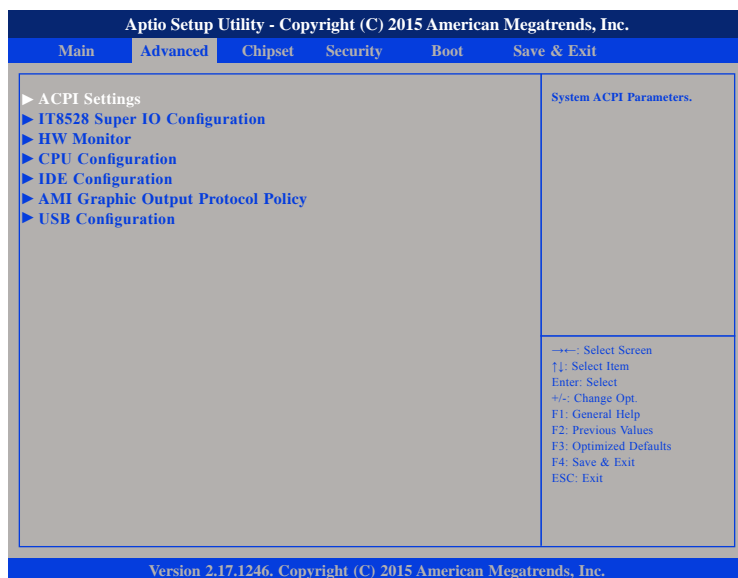 Aptio Setup Utility - Copyright (C) 2015 American Megatrends, Inc.
Main Advanced Chipset Security Boot Save & Exit
▶ ACPI Settings
▶ IT8528 Super IO Configuration
▶ HW Monitor
▶ CPU Configuration
▶ IDE Configuration
▶ AMI Graphic Output Protocol Policy
▶ USB Configuration
System ACPI Parameters.
→←: Select Screen
↑↓: Select Item
Enter: Select
+/-: Change Opt.
F1: General Help
F2: Previous Values
F3: Optimized Defaults
F4: Save & Exit
ESC: Exit
Version 2.17.1246. Copyright (C) 2015 American Megatrends, Inc.